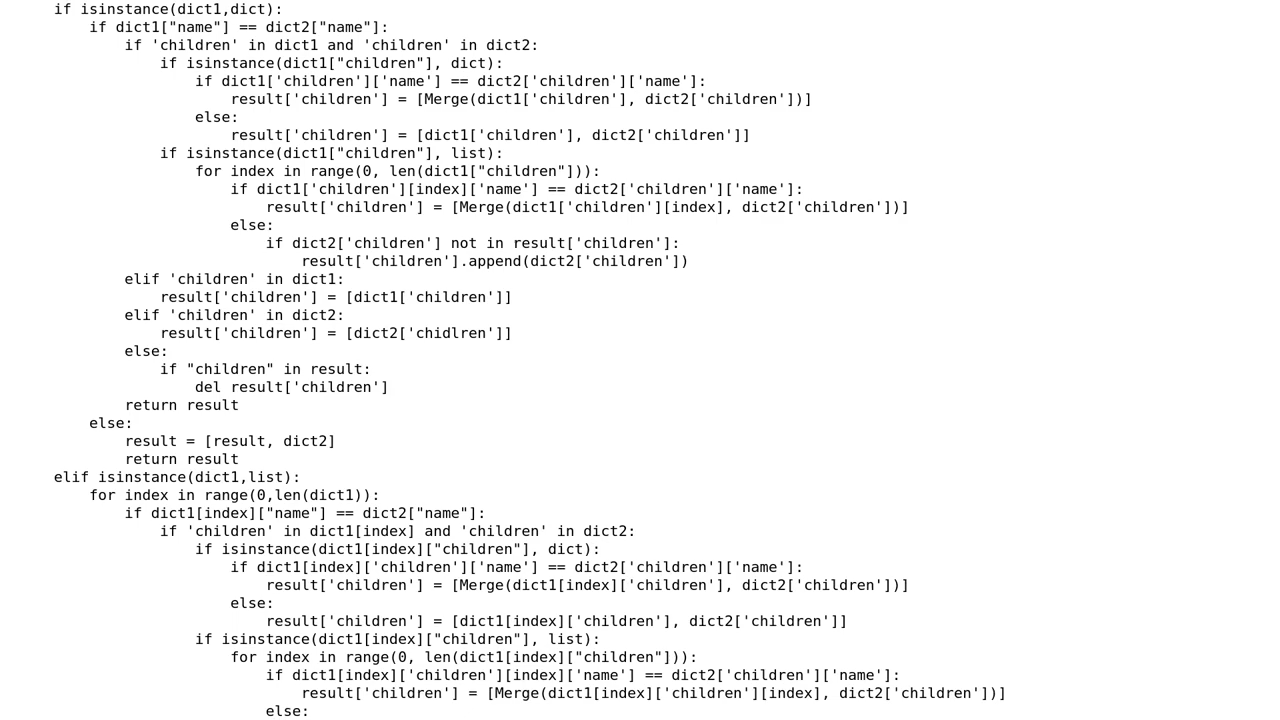 if isinstance(dict1,dict):
if dict1["name"] == dict2["name"]:
if 'children' in dict1 and 'children' in dict2:
if isinstance(dict1["children"], dict):
if dict1['children']['name'] == dict2['children']['name']:
result['children'] = [Merge(dict1['children'], dict2['children'])]
else:
result['children'] = [dict1['children'], dict2['children']]
if isinstance(dict1["children"], list):
for index in range(0, len(dict1["children"])):
if dict1['children'][index]['name'] == dict2['children']['name']:
result['children'] = [Merge(dict1['children'][index], dict2['children'])]
else:
if dict2['children'] not in result['children']:
result['children'].append(dict2['children'])
elif 'children' in dict1:
result['children'] = [dict1['children']]
elif 'children' in dict2:
result['children'] = [dict2['chidlren']]
else:
if "children" in result:
del result['children']
return result
else:
result = [result, dict2]
return result
elif isinstance(dict1,list):
for index in range(0,len(dict1)):
if dict1[index]["name"] == dict2["name"]:
if 'children' in dict1[index] and 'children' in dict2:
if isinstance(dict1[index]["children"], dict):
if dict1[index]['children']['name'] == dict2['children']['name']:
result['children'] = [Merge(dict1[index]['children'], dict2['children'])]
else:
result['children'] = [dict1[index]['children'], dict2['children']]
if isinstance(dict1[index]["children"], list):
for index in range(0, len(dict1[index]["children"])):
if dict1[index]['children'][index]['name'] == dict2['children']['name']:
result['children'] = [Merge(dict1[index]['children'][index], dict2['children'])]
else: